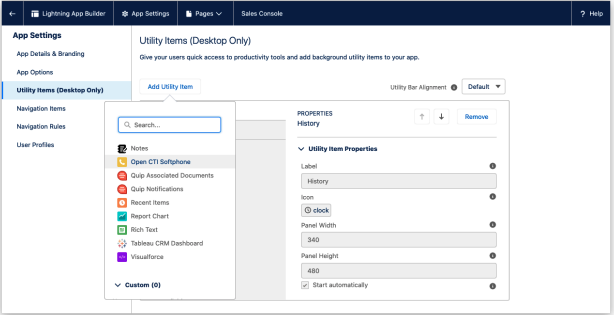 Lightning App Builder
App Settings
Pages
Sales Console
? Help
App Settings
App Details & Branding
App Options
Utility Items (Desktop Only)
Navigation Items
Navigation Rules
User Profiles
Utility Items (Desktop Only)
Give your users quick access to productivity tools and add background utility items to your app.
Add Utility Item
Utility Bar Alignment
Default
Search...
Notes
Open CTI Softphone
Quip Associated Documents
Quip Notifications
Recent Items
Report Chart
Rich Text
Tableau CRM Dashboard
Visualforce
Custom (0)
PROPERTIES
History
Remove
Utility Item Properties
Label
History
Icon
clock
Panel Width
340
Panel Height
480
Start automatically